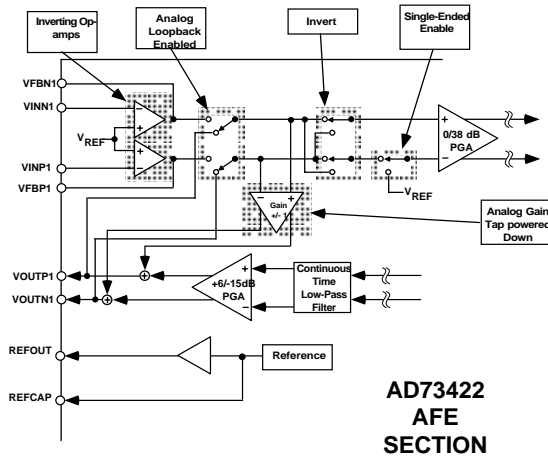 Inverting Op-
amps
Analog
Loopback
Enabled
Invert
Single-Ended
Enable
VFBN1
VINN1
VREF
VINP1
VFBP1
0/38 dB
PGA
VREF
Gain
+/- 1
Analog Gain
Tap powered
Down
VOUTP1
VOUTN1
+6/-15dB
PGA
Continuous
Time
Low-Pass
Filter
REFOUT
Reference
REFCAP
AD73422
AFE
SECTION